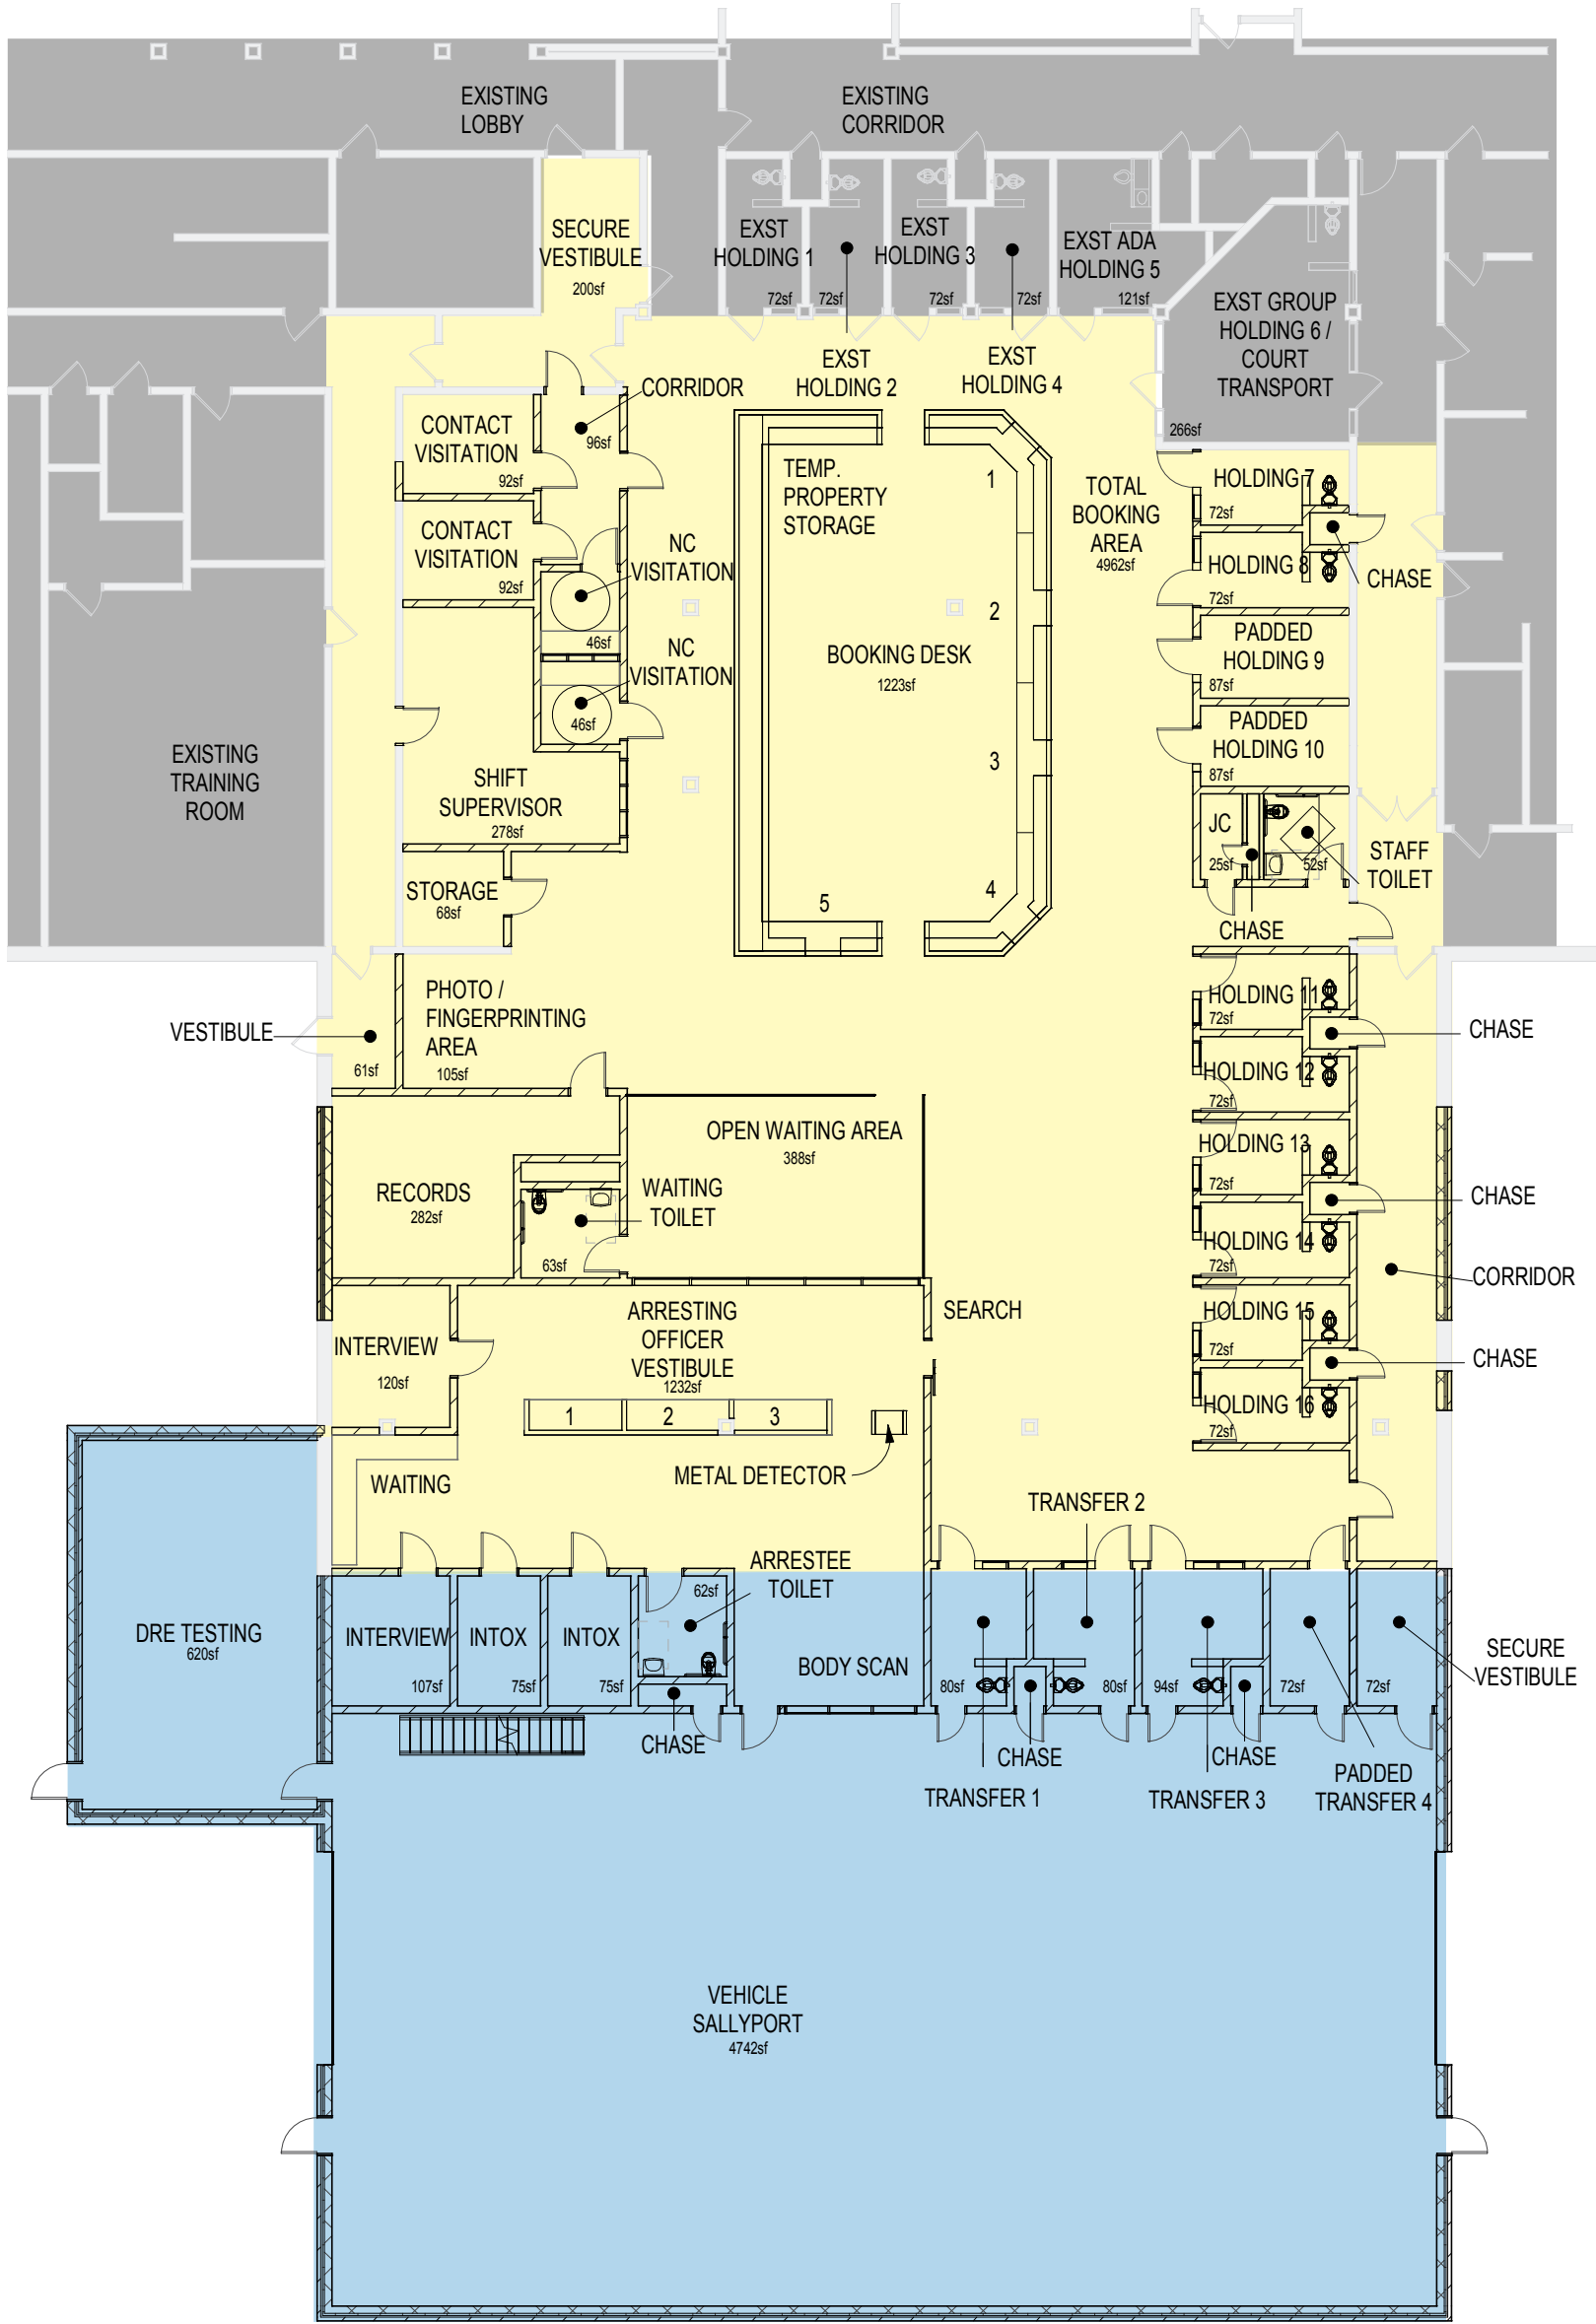 EXISTING
LOBBY
EXISTING
CORRIDOR
SECURE
VESTIBULE
200sf
EXST
HOLDING 1
72sf
72sf
EXST
HOLDING 3
72sf
72sf
EXST ADA
HOLDING 5
121sf
EXST GROUP
HOLDING 6 /
COURT
TRANSPORT
266sf
EXST
HOLDING 2
EXST
HOLDING 4
CORRIDOR
96sf
CONTACT
VISITATION
92sf
CONTACT
VISITATION
92sf
NC
VISITATION
46sf
NC
VISITATION
46sf
TEMP.
PROPERTY
STORAGE
1
2
3
4
5
BOOKING DESK
1223sf
TOTAL
BOOKING
AREA
4962sf
HOLDING 7
72sf
HOLDING 8
72sf
CHASE
PADDED
HOLDING 9
87sf
PADDED
HOLDING 10
87sf
EXISTING
TRAINING
ROOM
SHIFT
SUPERVISOR
278sf
STORAGE
68sf
JC
25sf
52sf
STAFF
TOILET
CHASE
VESTIBULE
61sf
PHOTO /
FINGERPRINTING
AREA
105sf
HOLDING 11
72sf
CHASE
HOLDING 12
72sf
OPEN WAITING AREA
388sf
HOLDING 13
72sf
CHASE
HOLDING 14
72sf
RECORDS
282sf
WAITING
TOILET
63sf
CORRIDOR
INTERVIEW
120sf
ARRESTING
OFFICER
VESTIBULE
1232sf
1
2
3
SEARCH
HOLDING 15
72sf
CHASE
HOLDING 16
72sf
METAL DETECTOR
WAITING
TRANSFER 2
ARRESTEE
TOILET
62sf
DRE TESTING
620sf
INTERVIEW
107sf
INTOX
75sf
INTOX
75sf
BODY SCAN
80sf
80sf
94sf
72sf
72sf
SECURE
VESTIBULE
CHASE
CHASE
CHASE
TRANSFER 1
TRANSFER 3
PADDED
TRANSFER 4
VEHICLE
SALLYPORT
4742sf